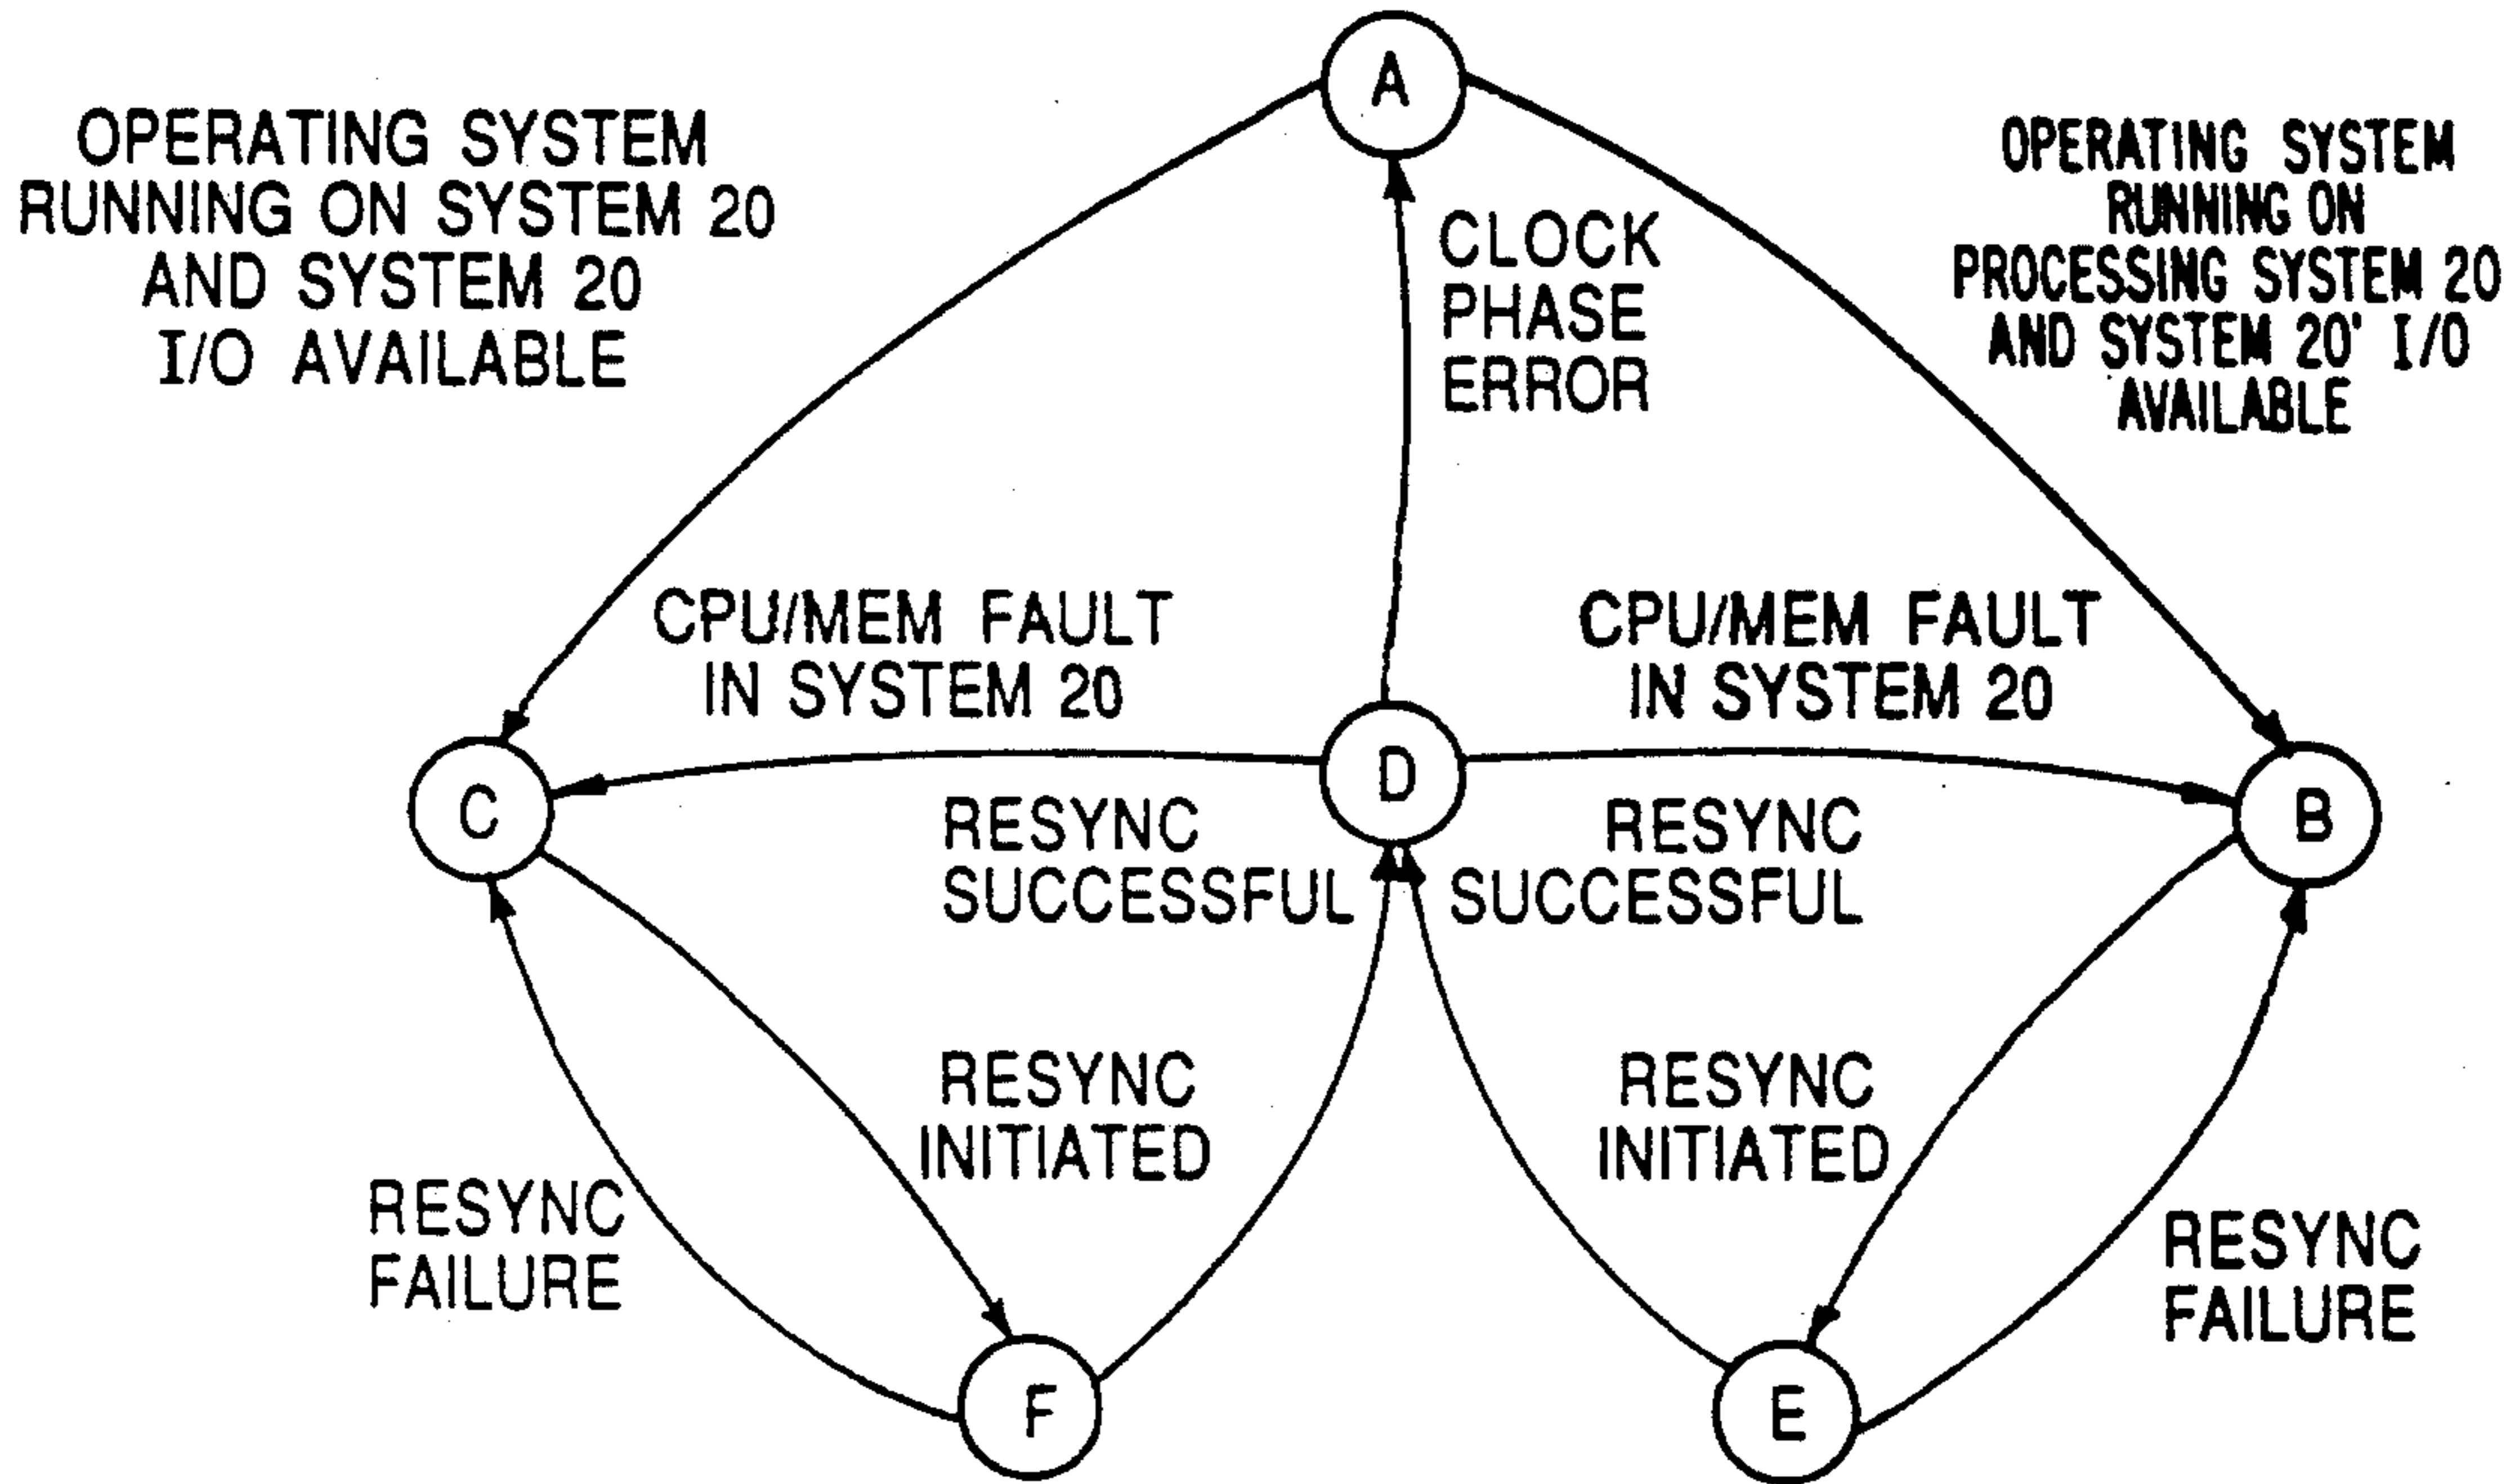 A
OPERATING SYSTEM
RUNNING ON SYSTEM 20
AND SYSTEM 20
I/O AVAILABLE
CLOCK
PHASE
ERROR
OPERATING SYSTEM
RUNNING ON
PROCESSING SYSTEM 20
AND SYSTEM 20' I/O
AVAILABLE
CPU/MEM FAULT
IN SYSTEM 20
CPU/MEM FAULT
IN SYSTEM 20
C
D
B
RESYNC
SUCCESSFUL
RESYNC
SUCCESSFUL
RESYNC
INITIATED
RESYNC
INITIATED
RESYNC
FAILURE
RESYNC
FAILURE
F
E